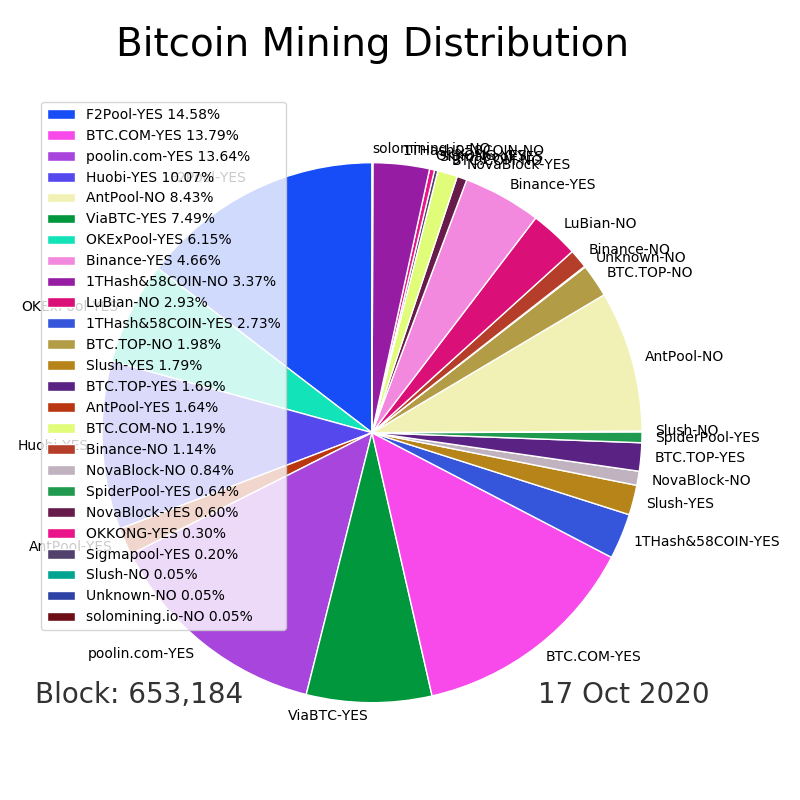 Bitcoin Mining Distribution
F2Pool-YES 14.58%
BTC.COM-YES 13.79%
poolin.com-YES 13.64%
Huobi-YES 10.07%
AntPool-NO 8.43%
ViaBTC-YES 7.49%
OKExPool-YES 6.15%
Binance-YES 4.66%
1THash&58COIN-NO 3.37%
LuBian-NO 2.93%
1THash&58COIN-YES 2.73%
BTC.TOP-NO 1.98%
Slush-YES 1.79%
BTC.TOP-YES 1.69%
AntPool-YES 1.64%
BTC.COM-NO 1.19%
Binance-NO 1.14%
NovaBlock-NO 0.84%
SpiderPool-YES 0.64%
NovaBlock-YES 0.60%
OKKONG-YES 0.30%
Sigmapool-YES 0.20%
Slush-NO 0.05%
Unknown-NO 0.05%
solomining.io-NO 0.05%
solomining.io-NO
1THash&58COIN-NO
NovaBlock-YES
Binance-YES
LuBian-NO
Binance-NO
Unknown-NO
BTC.TOP-NO
AntPool-NO
Slush-NO
SpiderPool-YES
BTC.TOP-YES
NovaBlock-NO
Slush-YES
1THash&58COIN-YES
BTC.COM-YES
ViaBTC-YES
poolin.com-YES
AntPool-YES
Huobi-YES
OKExPool-YES
Block: 653,184
17 Oct 2020